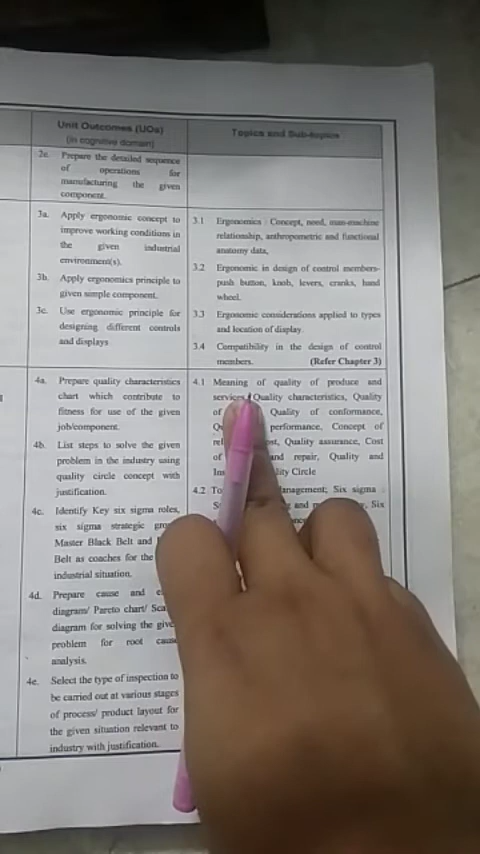 Unit Outcomes (UOs)
(in cognitive domain)
Topics and Sub-topics
2e. Prepare the detailed sequence
of operations for
manufacturing the given
component.
3a. Apply ergonomic concept to
improve working conditions in
the given industrial
environment(s).
3b. Apply ergonomics principle to
given simple component.
3c. Use ergonomic principle for
designing different controls
and displays
3.1 Ergonomics : Concept, need, man-machine
relationship, anthropometric and functional
anatomy data,
3.2 Ergonomic in design of control members-
push button, knob, levers, cranks, hand
wheel.
3.3 Ergonomic considerations applied to types
and location of display.
3.4 Compatibility in the design of control
members. (Refer Chapter 3)
4a. Prepare quality characteristics
chart which contribute to
fitness for use of the given
job/component.
4b. List steps to solve the given
problem in the industry using
quality circle concept with
justification.
4c. Identify Key six sigma roles,
six sigma strategic
Master Black Belt and
Belt as coaches for the
industrial situation.
4d. Prepare cause and
diagram/ Pareto chart/
diagram for solving the
problem for root cause
analysis.
4e. Select the type of inspection to
be carried out at various stages
of process/ product layout for
the given situation relevant to
industry with justification.
4.1 Meaning of quality of produce and
services, Quality characteristics, Quality
of Quality of conformance,
performance, Concept of
Quality assurance, Cost
of and repair, Quality and
Circle
4.2 Six sigma
and Six